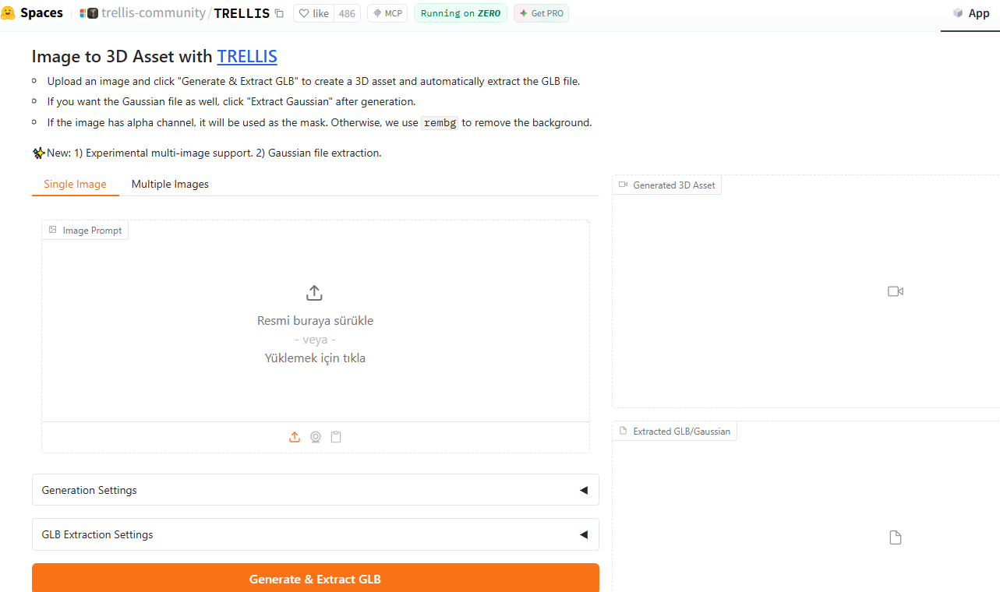 Spaces
trellis-community/TRELLIS
like 486
MCP
Running on ZERO
Get PRO
App
Image to 3D Asset with TRELLIS
Upload an image and click "Generate & Extract GLB" to create a 3D asset and automatically extract the GLB file.
If you want the Gaussian file as well, click "Extract Gaussian" after generation.
If the image has alpha channel, it will be used as the mask. Otherwise, we use rembg to remove the background.
✨New: 1) Experimental multi-image support. 2) Gaussian file extraction.
Single Image
Multiple Images
Image Prompt
Resmi buraya sürükle
- veya -
Yüklemek için tıkla
Generation Settings
GLB Extraction Settings
Generate & Extract GLB
Generated 3D Asset
Extracted GLB/Gaussian